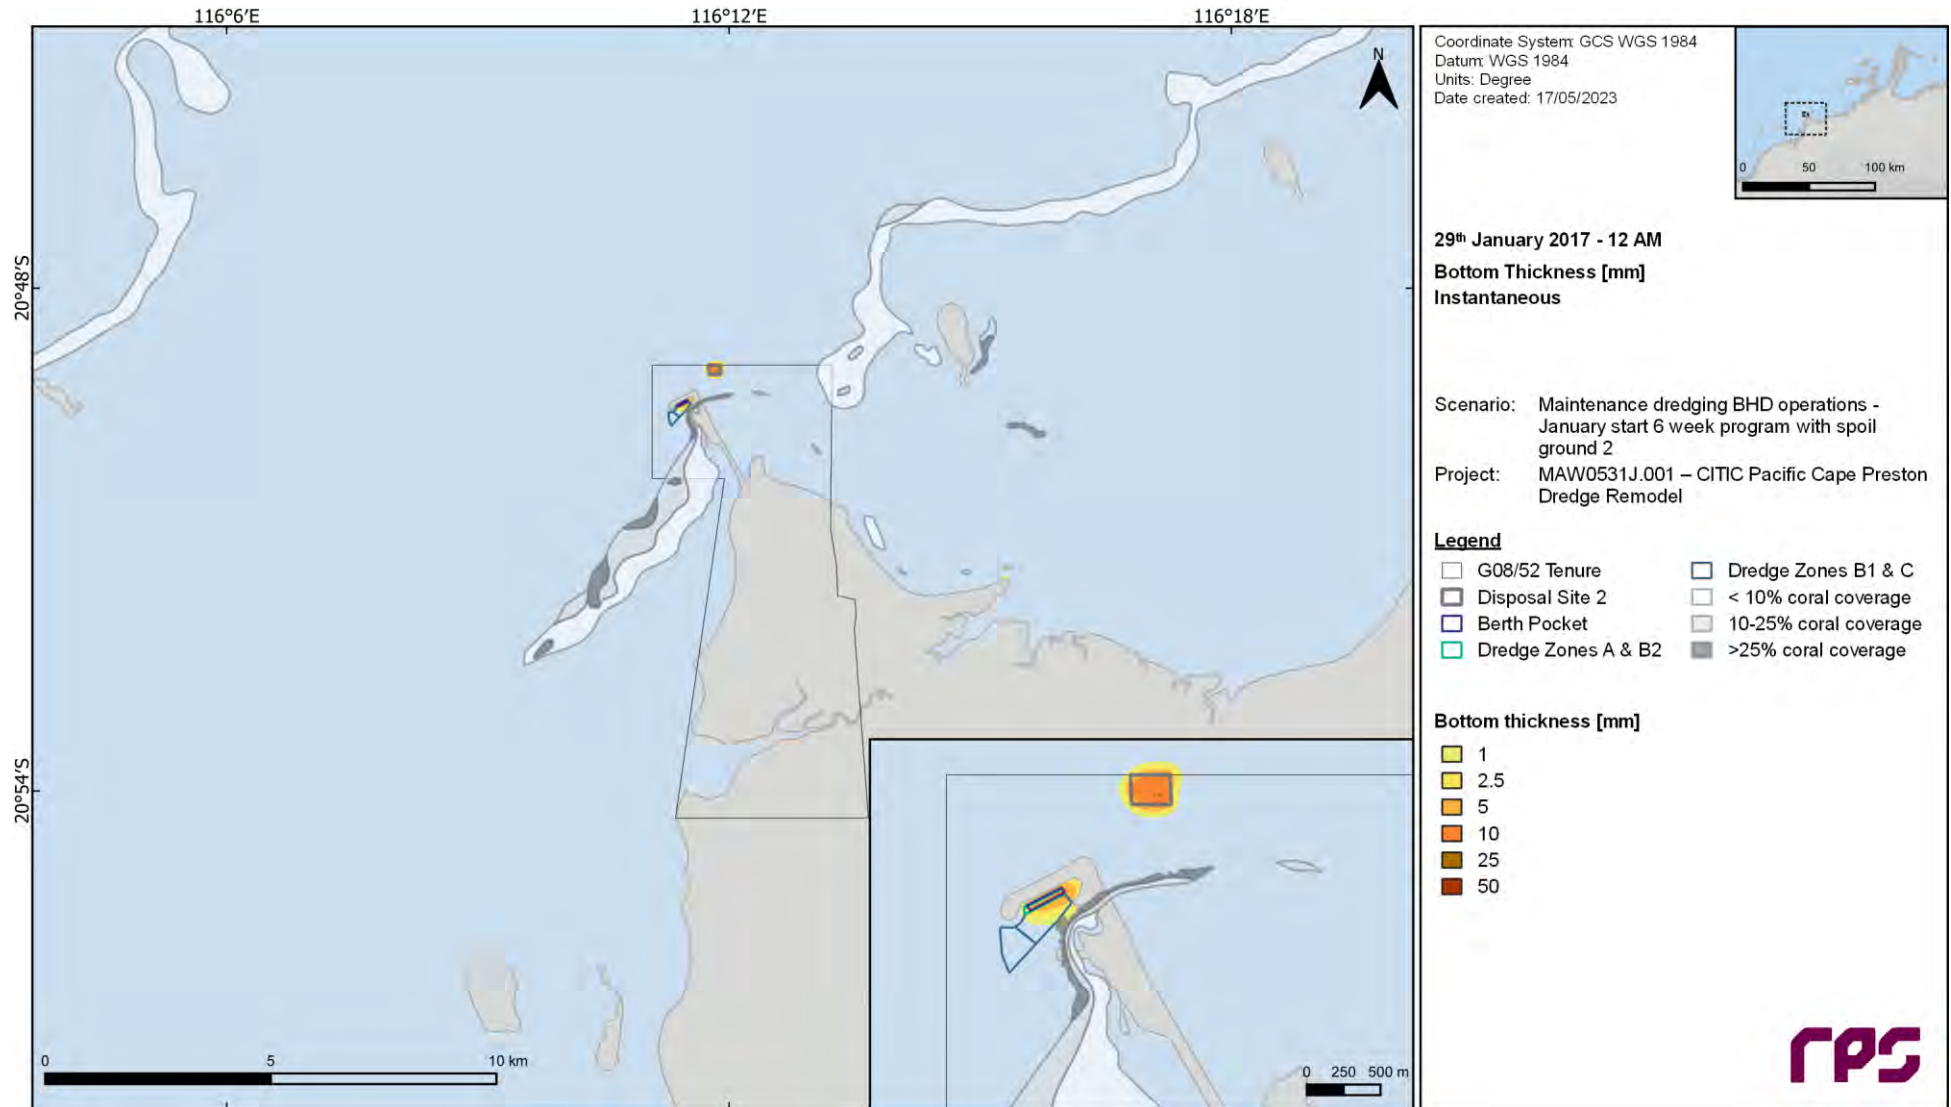 116°6'E
116°12'E
116°18'E
20°48'S
20°54'S
N
0 5 10 km
0 250 500 m
Coordinate System: GCS WGS 1984
Datum: WGS 1984
Units: Degree
Date created: 17/05/2023
0 50 100 km
29th January 2017 - 12 AM
Bottom Thickness [mm]
Instantaneous
Scenario: Maintenance dredging BHD operations -
January start 6 week program with spoil
ground 2
Project: MAW0531J.001 – CITIC Pacific Cape Preston
Dredge Remodel
Legend
G08/52 Tenure
Disposal Site 2
Berth Pocket
Dredge Zones A & B2
Dredge Zones B1 & C
< 10% coral coverage
10-25% coral coverage
>25% coral coverage
Bottom thickness [mm]
1
2.5
5
10
25
50
rps